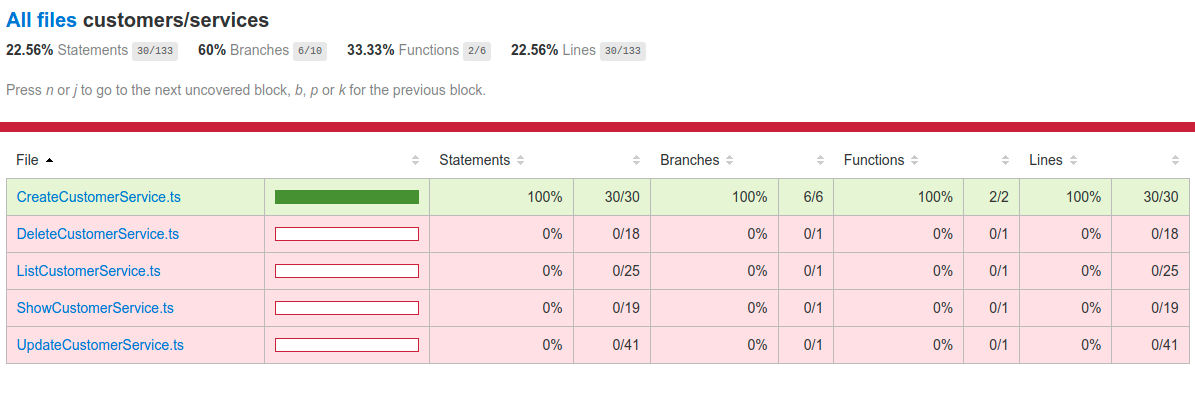 All files customers/services
22.56% Statements 30/133 60% Branches 6/10 33.33% Functions 2/6 22.56% Lines 30/133
Press n or j to go to the next uncovered block, b, p or k for the previous block.
File Statements Branches Functions Lines
CreateCustomerService.ts 100% 30/30 100% 6/6 100% 2/2 100% 30/30
DeleteCustomerService.ts 0% 0/18 0% 0/1 0% 0/1 0% 0/18
ListCustomerService.ts 0% 0/25 0% 0/1 0% 0/1 0% 0/25
ShowCustomerService.ts 0% 0/19 0% 0/1 0% 0/1 0% 0/19
UpdateCustomerService.ts 0% 0/41 0% 0/1 0% 0/1 0% 0/41